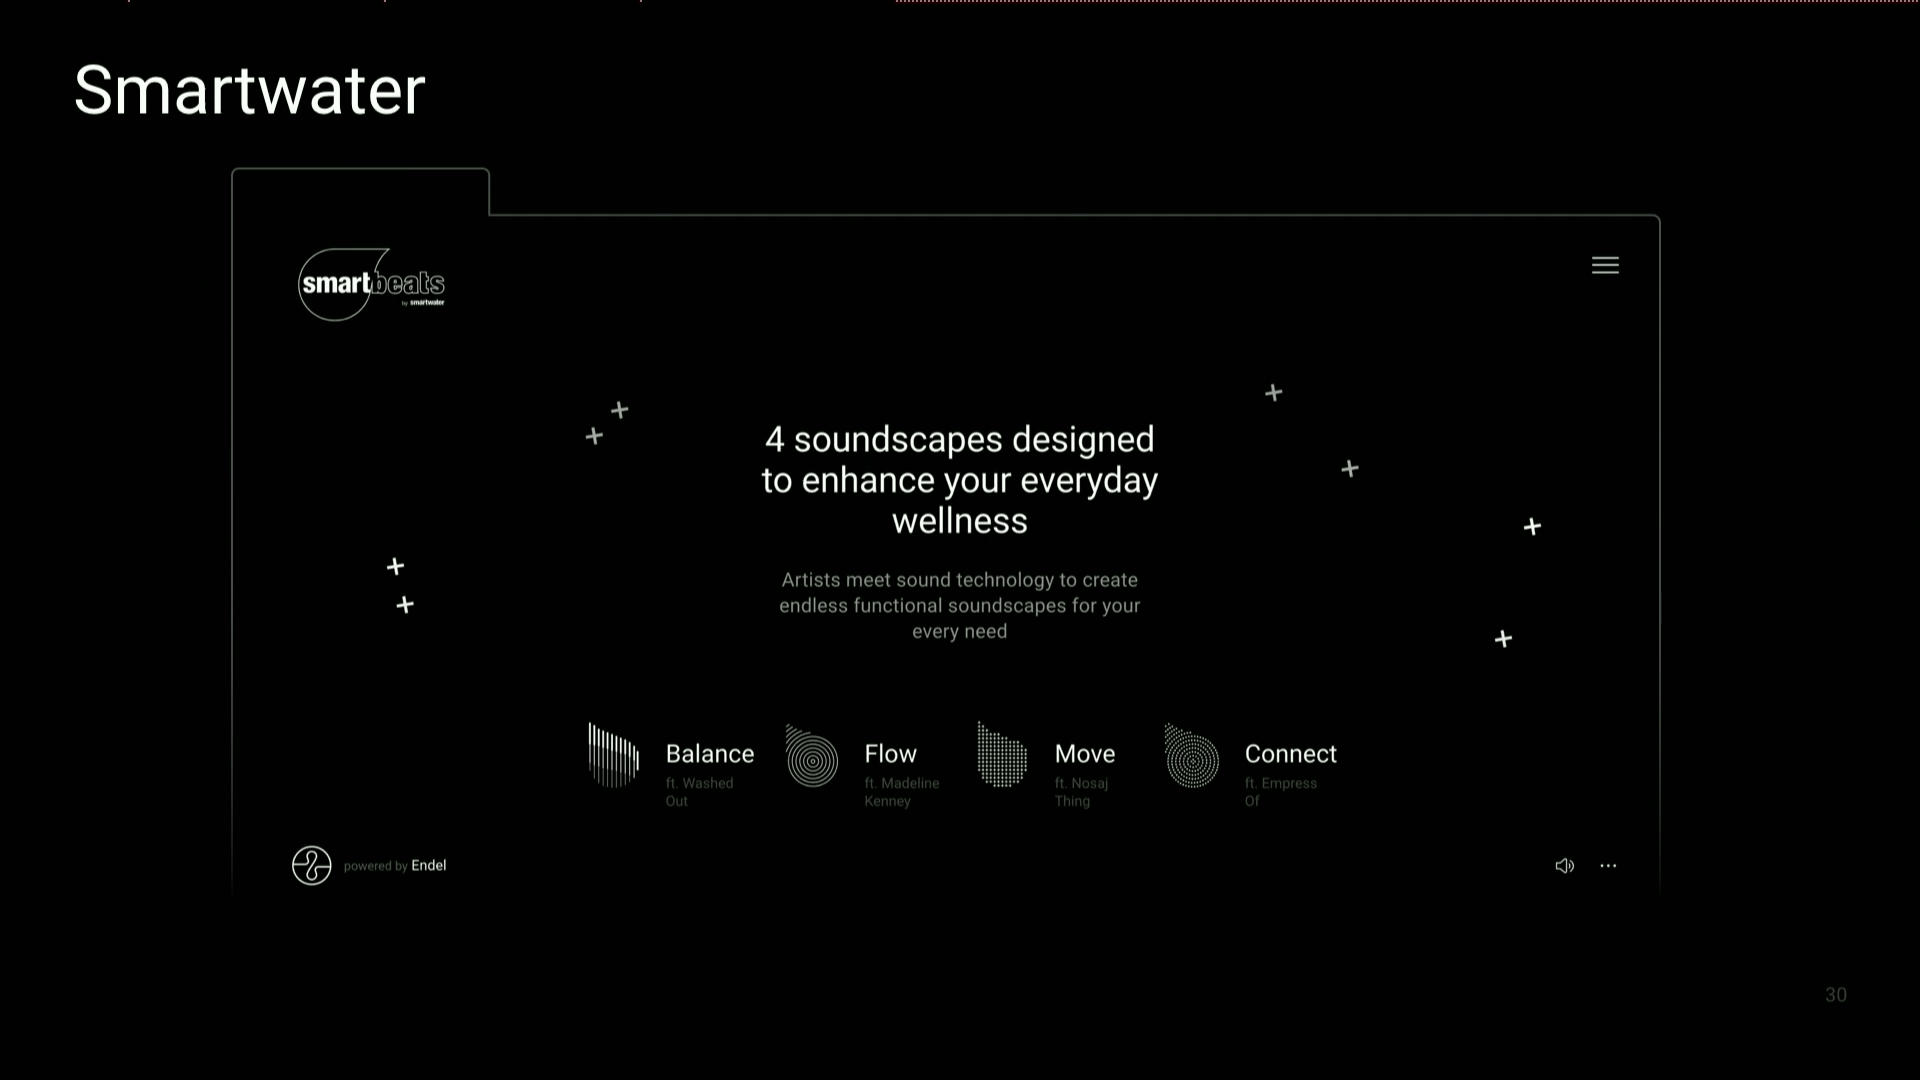 Smartwater
smartbeats
by smartwater
4 soundscapes designed
to enhance your everyday
wellness
Artists meet sound technology to create
endless functional soundscapes for your
every need
Balance
ft. Washed
Out
Flow
ft. Madeline
Kenney
Move
ft. Nosaj
Thing
Connect
ft. Empress
Of
powered by Endel
30